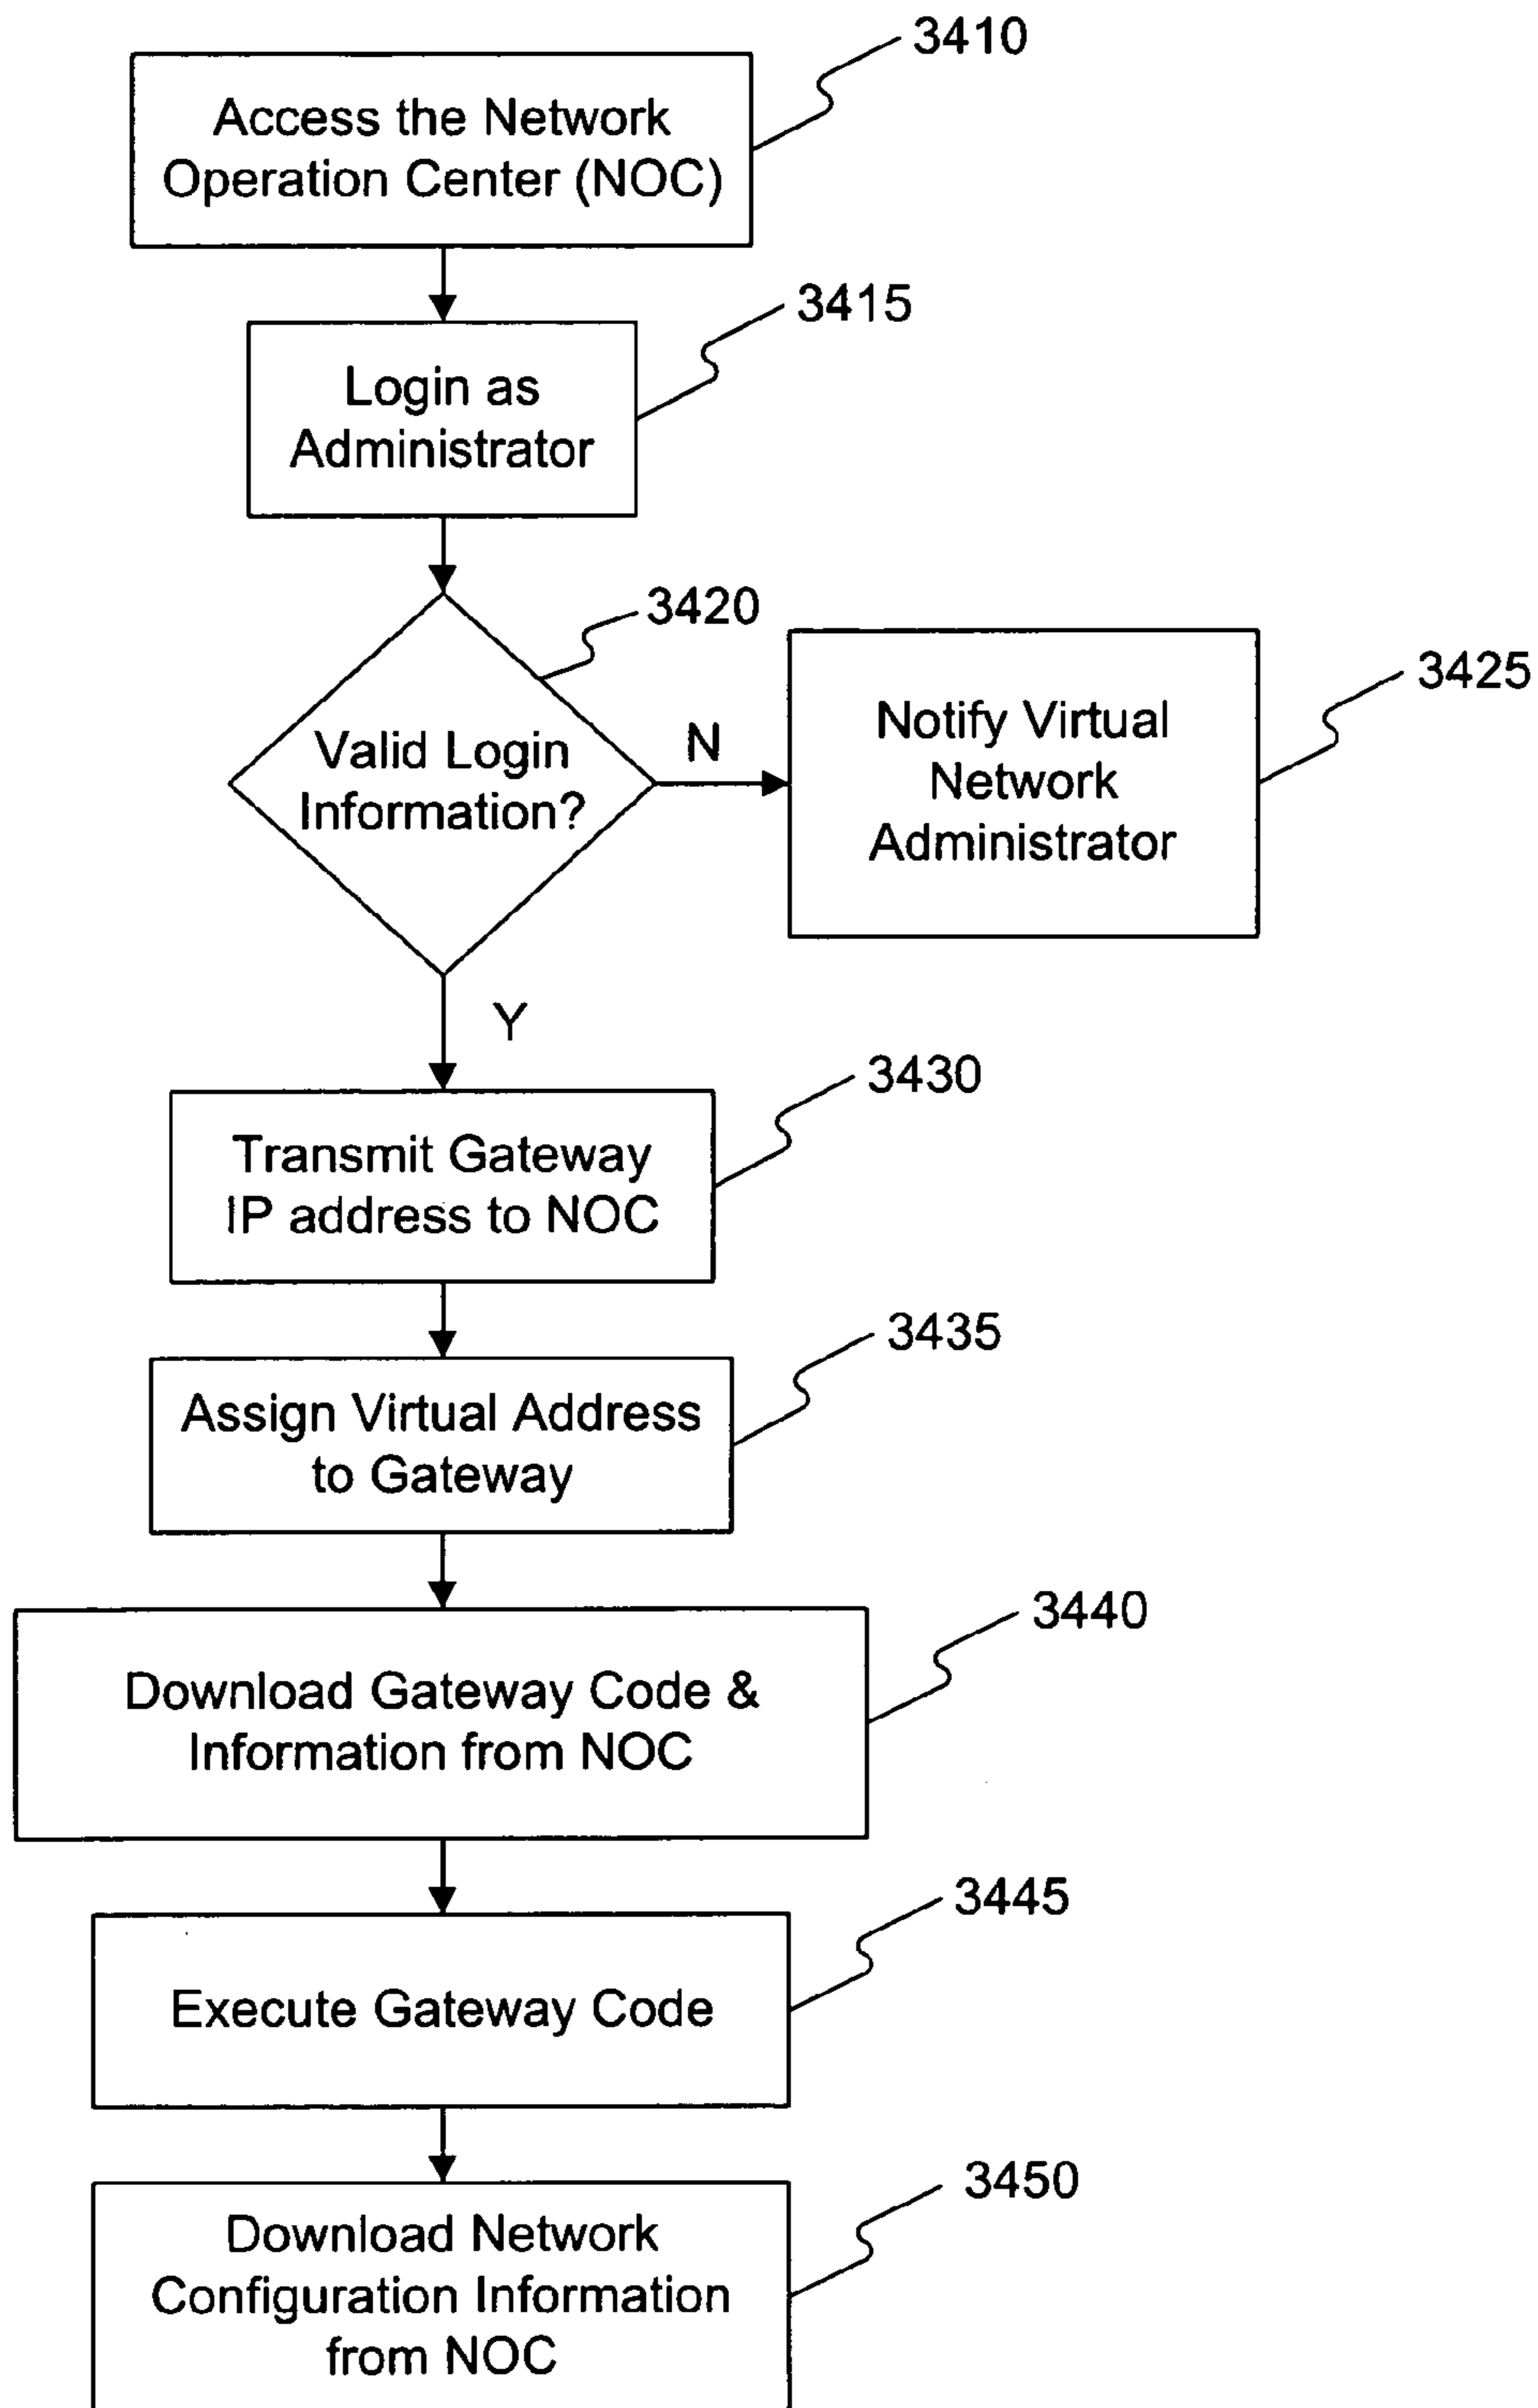 3410
Access the Network
Operation Center (NOC)
3415
Login as
Administrator
3420
Valid Login
Information?
N
3425
Notify Virtual
Network
Administrator
Y
3430
Transmit Gateway
IP address to NOC
3435
Assign Virtual Address
to Gateway
3440
Download Gateway Code &
Information from NOC
3445
Execute Gateway Code
3450
Download Network
Configuration Information
from NOC